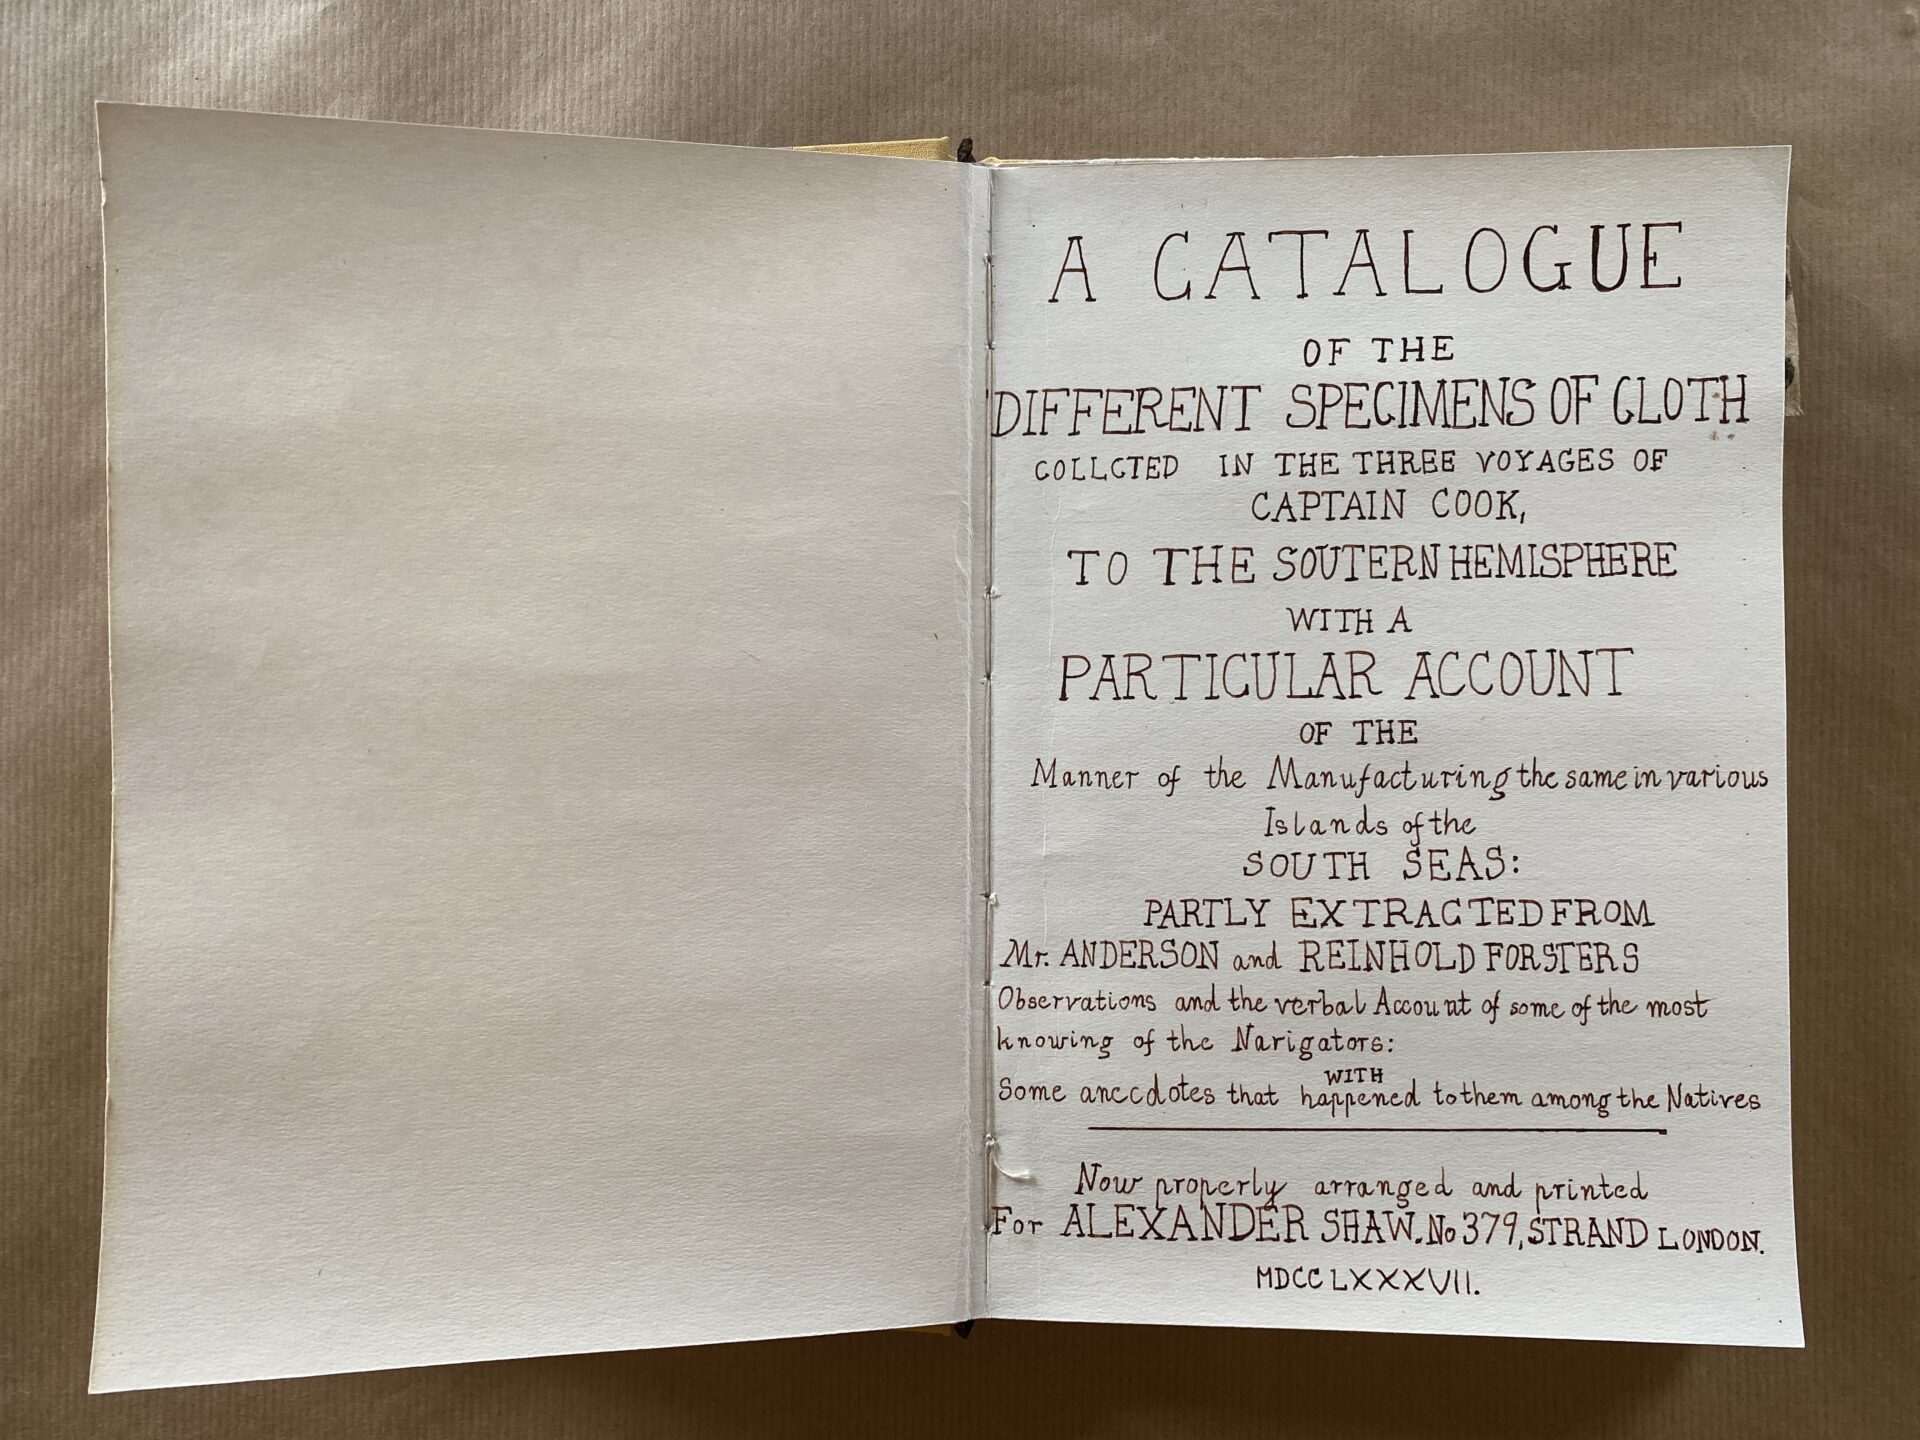 A CATALOGUE
OF THE
DIFFERENT SPECIMENS OF CLOTH
COLLCTED IN THE THREE VOYAGES OF
CAPTAIN COOK,
TO THE SOUTERN HEMISPHERE
WITH A
PARTICULAR ACCOUNT
OF THE
Manner of the Manufacturing the same in various
Islands of the
SOUTH SEAS:
PARTLY EXTRACTED FROM
Mr. ANDERSON and REINHOLD FORSTERS
Observations and the verbal Account of some of the most
knowing of the Narigators:
WITH
Some anecdotes that happened to them among the Natives
Now properly arranged and printed
For ALEXANDER SHAW. No 379, STRAND LONDON.
MDCCLXXXVII.